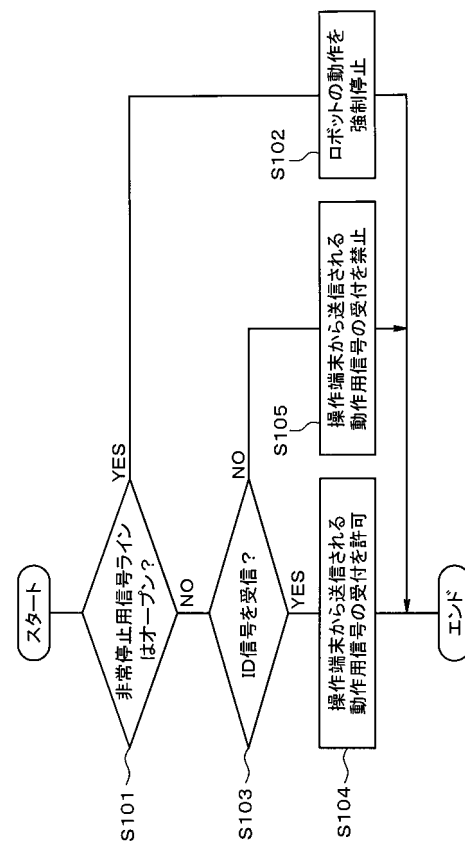 スタート
S101
非常停止用信号ライン
はオープン？
YES
NO
S103
ID信号を受信？
NO
YES
S104
操作端末から送信される
動作用信号の受付を許可
S105
操作端末から送信される
動作用信号の受付を禁止
S102
ロボットの動作を
強制停止
エンド